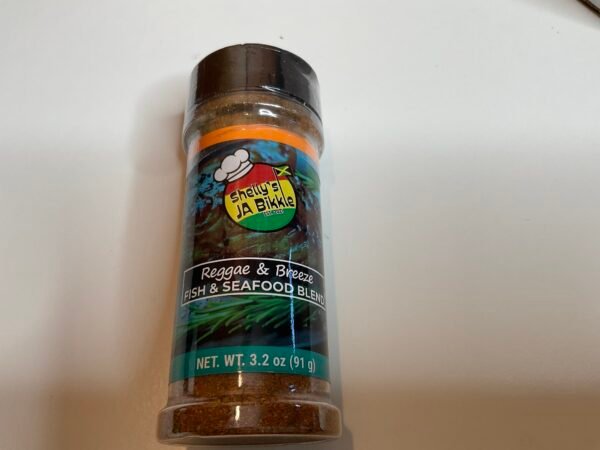 Shelly's
JA Bikkle
Reggae & Breeze
FISH & SEAFOOD BLEND
NET. WT. 3.2 oz (91 g)